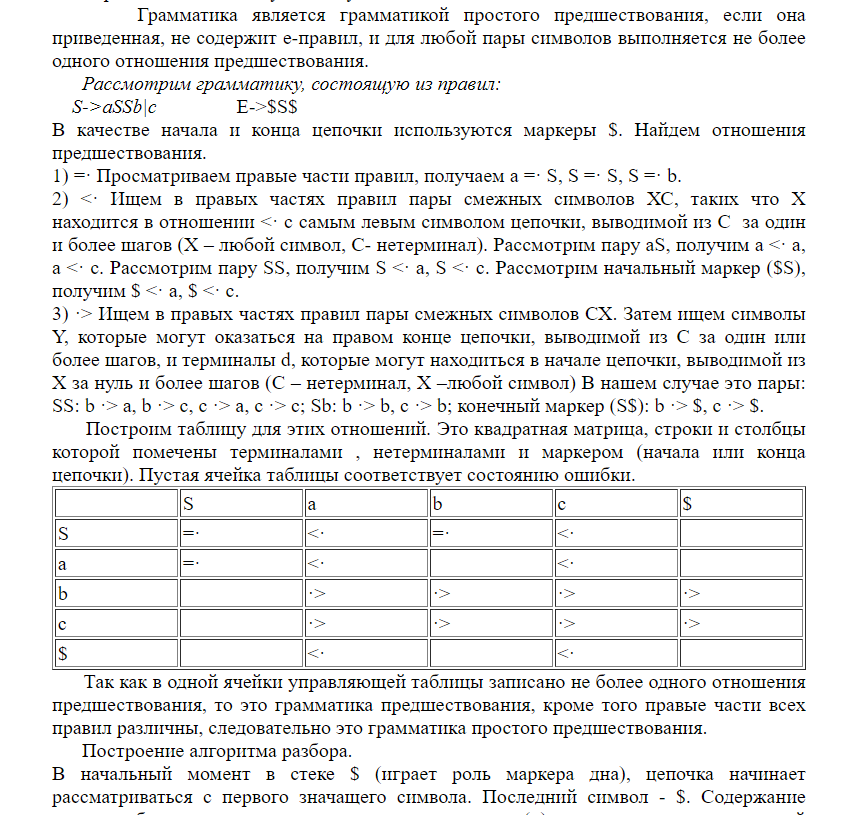 Грамматика является грамматикой простого предшествования, если она
приведенная, не содержит e-правил, и для любой пары символов выполняется не более
одного отношения предшествования.
Рассмотрим грамматику, состоящую из правил:
S->aSSb|c E->$S$
В качестве начала и конца цепочки используются маркеры $. Найдем отношения
предшествования.
1) =· Просматриваем правые части правил, получаем a =· S, S =· S, S =· b.
2) <· Ищем в правых частях правил пары смежных символов XC, таких что X
находится в отношении <· с самым левым символом цепочки, выводимой из C за один
и более шагов (X – любой символ, C- нетерминал). Рассмотрим пару aS, получим a <· a,
a <· c. Рассмотрим пару SS, получим S <· a, S <· c. Рассмотрим начальный маркер ($S),
получим $ <· a, $ <· c.
3) ·> Ищем в правых частях правил пары смежных символов CX. Затем ищем символы
Y, которые могут оказаться на правом конце цепочки, выводимой из C за один или
более шагов, и терминалы d, которые могут находиться в начале цепочки, выводимой из
X за нуль и более шагов (C – нетерминал, X –любой символ) В нашем случае это пары:
SS: b ·> a, b ·> c, c ·> a, c ·> c; Sb: b ·> b, c ·> b; конечный маркер (S$): b ·> $, c ·> $.
Построим таблицу для этих отношений. Это квадратная матрица, строки и столбцы
которой помечены терминалами , нетерминалами и маркером (начала или конца
цепочки). Пустая ячейка таблицы соответствует состоянию ошибки.
S a b c $
S =· <· =· <·
a =· <· <·
b ·> ·> ·> ·>
c ·> ·> ·> ·>
$ <· <·
Так как в одной ячейки управляющей таблицы записано не более одного отношения
предшествования, то это грамматика предшествования, кроме того правые части всех
правил различны, следовательно это грамматика простого предшествования.
Построение алгоритма разбора.
В начальный момент в стеке $ (играет роль маркера дна), цепочка начинает
рассматриваться с первого значащего символа. Последний символ - $. Содержание